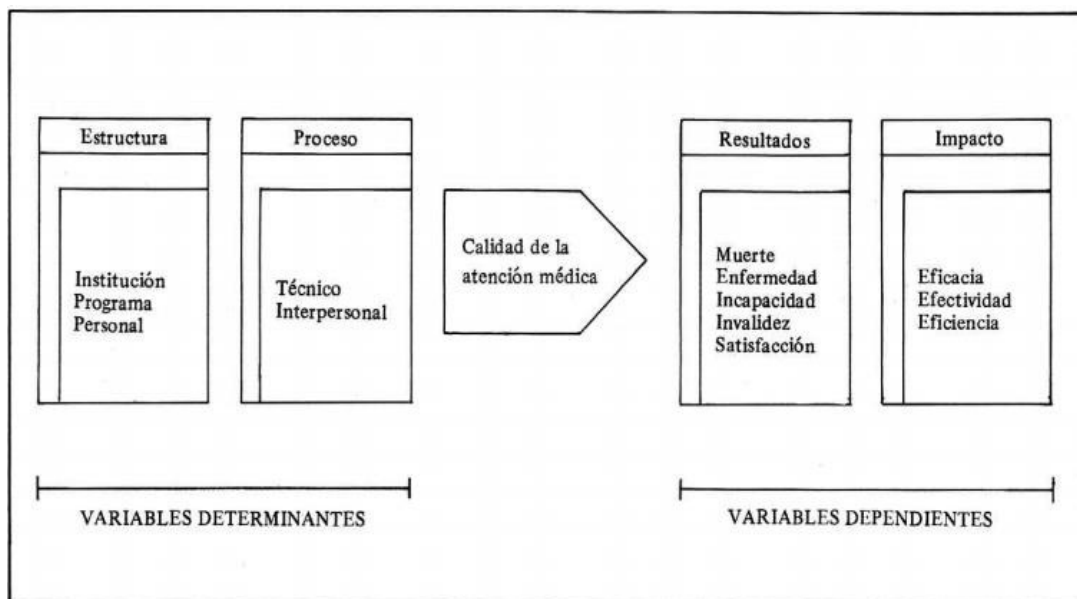 Estructura
Institución
Programa
Personal
Proceso
Técnico
Interpersonal
Calidad de la
atención médica
Resultados
Muerte
Enfermedad
Incapacidad
Invalidez
Satisfacción
Impacto
Eficacia
Efectividad
Eficiencia
VARIABLES DETERMINANTES
VARIABLES DEPENDIENTES